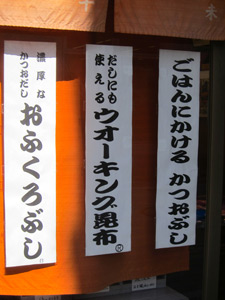 ごはんにかける かつおぶし
だしにも
使える
ウオーキング昆布
濃厚な
かつおだし
おふくろぶし